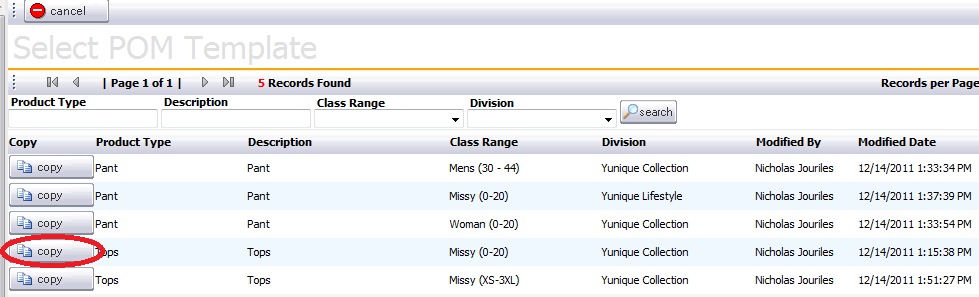 cancel
Select POM Template
| Page 1 of 1 | 5 Records Found Records per Page
Product Type Description Class Range Division
search
Copy Product Type Description Class Range Division Modified By Modified Date
copy Pant Pant Mens (30 - 44) Yunique Collection Nicholas Jouriles 12/14/2011 1:33:34 PM
copy Pant Pant Missy (0-20) Yunique Lifestyle Nicholas Jouriles 12/14/2011 1:37:39 PM
copy Pant Pant Woman (0-20) Yunique Collection Nicholas Jouriles 12/14/2011 1:33:54 PM
copy Tops Tops Missy (0-20) Yunique Collection Nicholas Jouriles 12/14/2011 1:15:38 PM
copy Tops Tops Missy (XS-3XL) Yunique Collection Nicholas Jouriles 12/14/2011 1:51:27 PM